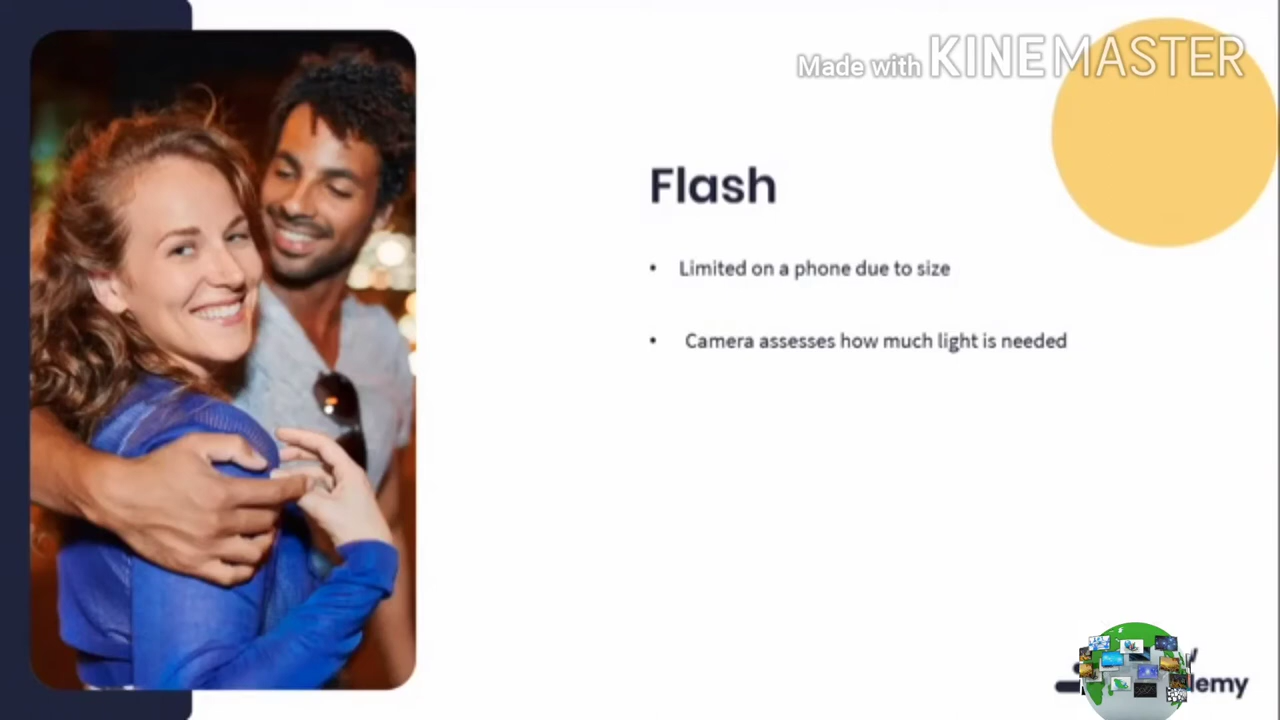 Made with KINEMASTER
Flash
• Limited on a phone due to size
• Camera assesses how much light is needed
lemy